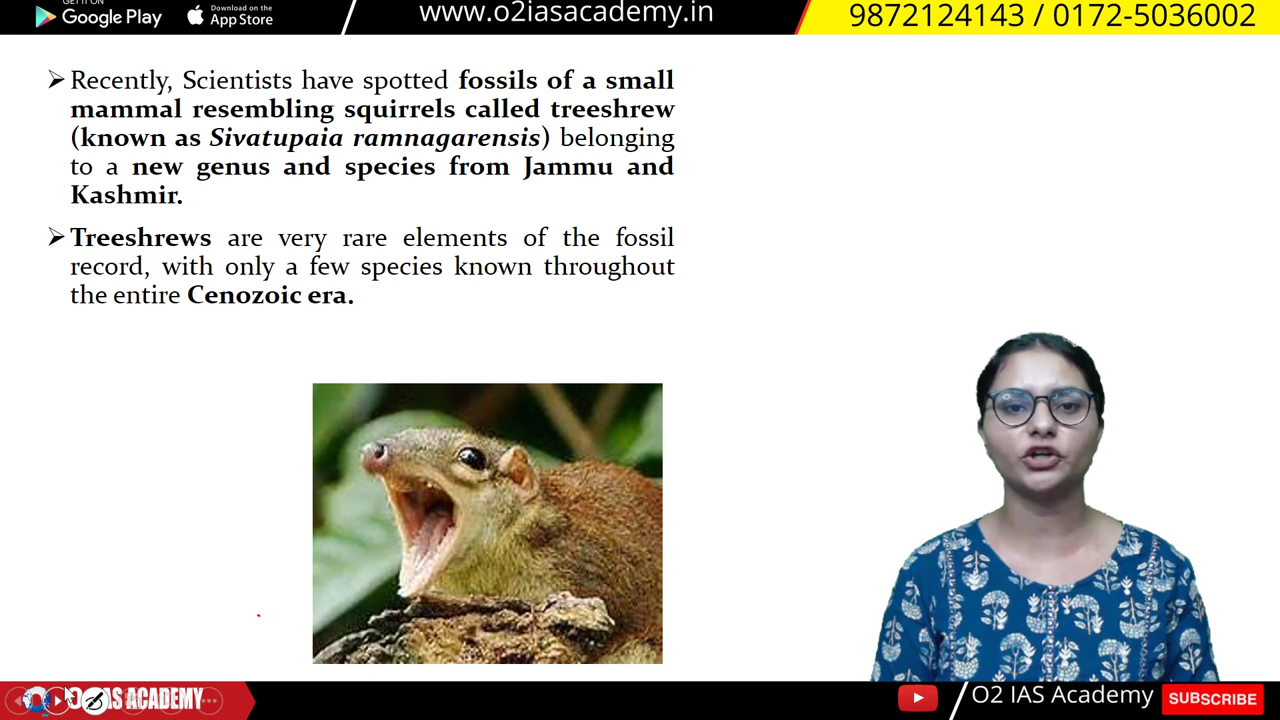 GET IT ON
Google Play
Download on the
App Store
www.o2iasacademy.in
9872124143 / 0172-5036002
➢ Recently, Scientists have spotted fossils of a small
mammal resembling squirrels called treeshrew
(known as Sivatupaia ramnagarensis) belonging
to a new genus and species from Jammu and
Kashmir.
➢ Treeshrews are very rare elements of the fossil
record, with only a few species known throughout
the entire Cenozoic era.
IAS ACADEMY
O2 IAS Academy
SUBSCRIBE